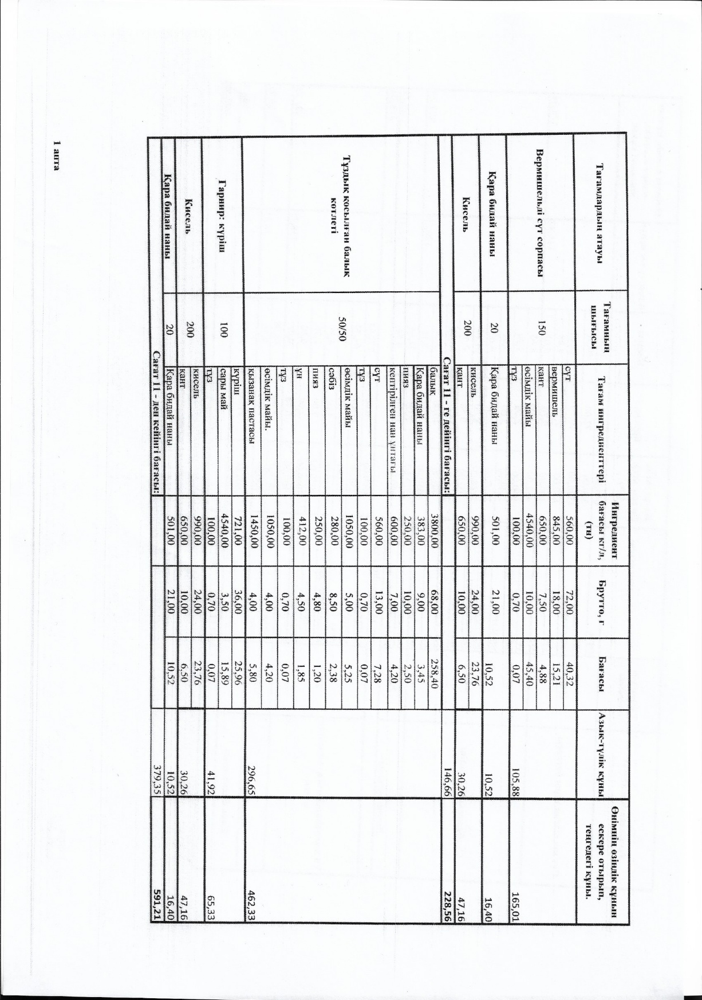 Тағамдардың атауы | Тағамның шығысы | Тағам ингредиенттері | Ингредиент бағасы кг/л, (тн) | Брутто, г | Бағасы | Азық-түлік құны | Өнімнің өзіндік құнын ескере отырып, теңгедегі құны.
Вермишельді сүт сорпасы | 150 | сүт | 560,00 | 72,00 | 40,32
вермишель | 845,00 | 18,00 | 15,21
кант | 650,00 | 7,50 | 4,88
өсімдік майы | 4540,00 | 10,00 | 45,40
тұз | 100,00 | 0,70 | 0,07 | 105,88 | 165,01
Қара бидай наны | 20 | Қара бидай наны | 501,00 | 21,00 | 10,52 | 10,52 | 16,40
Кисель | 200 | кисель | 990,00 | 24,00 | 23,76
кант | 650,00 | 10,00 | 6,50 | 30,26 | 47,16
Сағат 11 - ге дейінгі бағасы: | 146,66 | 228,56
Тұздық қосылған балық котлеті | 50/50 | балық | 3800,00 | 68,00 | 258,40
Қара бидай наны | 383,00 | 9,00 | 3,45
пияз | 250,00 | 10,00 | 2,50
кептірілген нан ұнтағы | 600,00 | 7,00 | 4,20
сүт | 560,00 | 13,00 | 7,28
тұз | 100,00 | 0,70 | 0,07
өсімдік майы | 1050,00 | 5,00 | 5,25
сәбіз | 280,00 | 8,50 | 2,38
пияз | 250,00 | 4,80 | 1,20
ұн | 412,00 | 4,50 | 1,85
тұз | 100,00 | 0,70 | 0,07
өсімдік майы. | 1050,00 | 4,00 | 4,20
қызанақ пастасы | 1450,00 | 4,00 | 5,80 | 296,65 | 462,33
Гарнир: күріш | 100 | күріш | 721,00 | 36,00 | 25,96
сары май | 4540,00 | 3,50 | 15,89
тұз | 100,00 | 0,70 | 0,07 | 41,92 | 65,33
Кисель | 200 | кисель | 990,00 | 24,00 | 23,76
кант | 650,00 | 10,00 | 6,50 | 30,26 | 47,16
Қара бидай наны | 20 | Қара бидай наны | 501,00 | 21,00 | 10,52 | 10,52 | 16,40
Сағат 11 - ден кейінгі бағасы: | 379,35 | 591,21
1 апта